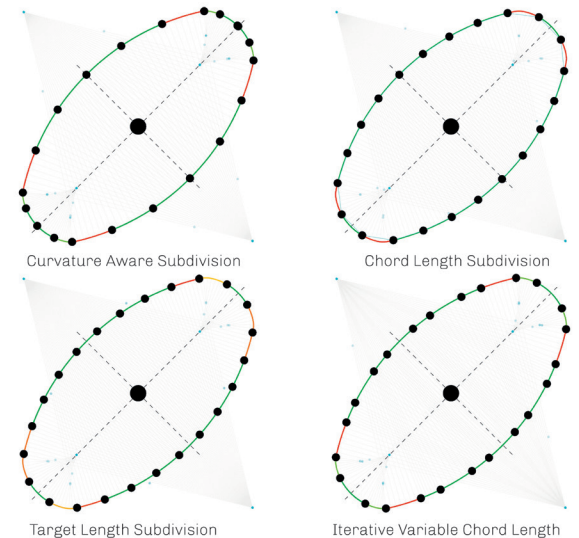 Curvature Aware Subdivision
Chord Length Subdivision
Target Length Subdivision
Iterative Variable Chord Length